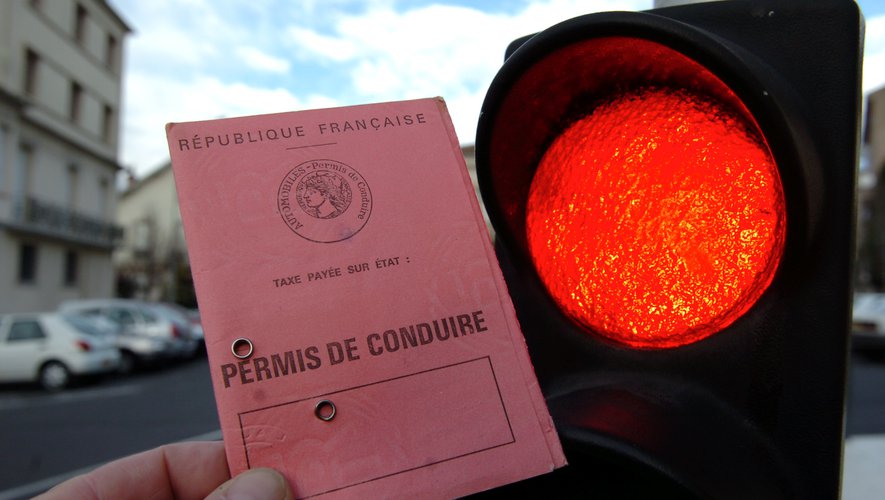 RÉPUBLIQUE FRANÇAISE
AUTOMOBILES - Permis de Conduire
TAXE PAYÉE SUR ÉTAT :
PERMIS DE CONDUIRE